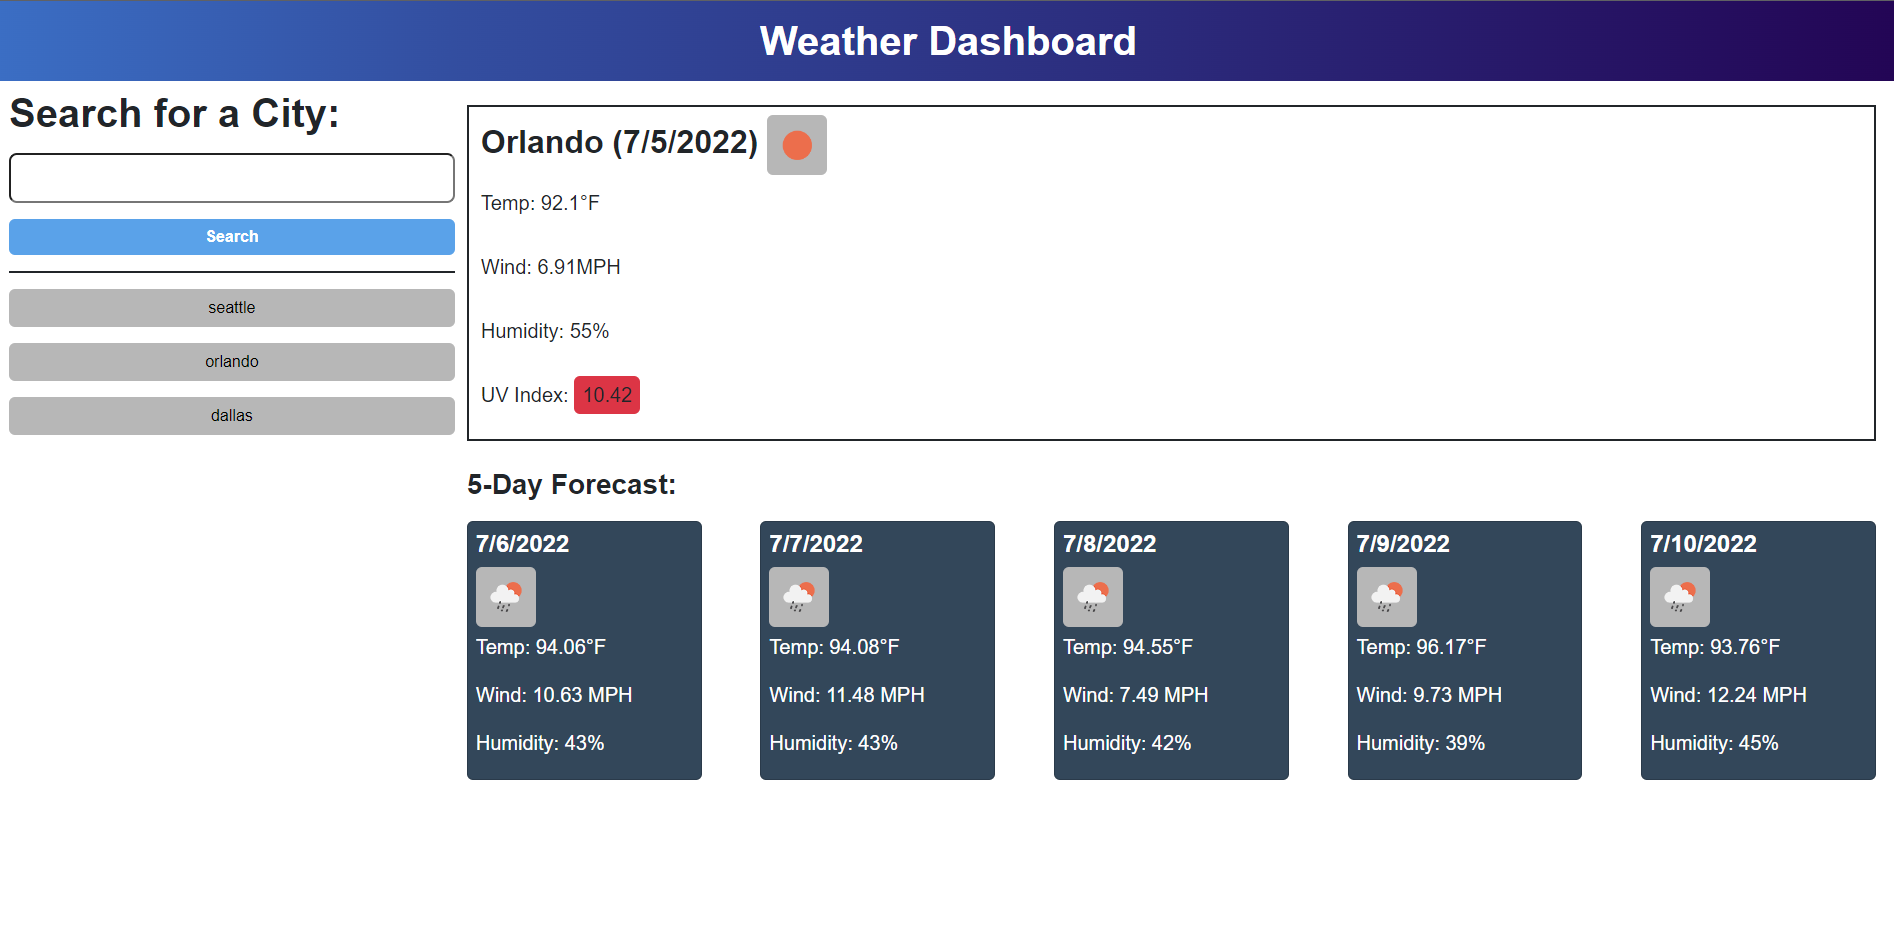 Weather Dashboard
Search for a City:
Search
seattle
orlando
dallas
Orlando (7/5/2022)
Temp: 92.1°F
Wind: 6.91MPH
Humidity: 55%
UV Index: 10.42
5-Day Forecast:
7/6/2022
Temp: 94.06°F
Wind: 10.63 MPH
Humidity: 43%
7/7/2022
Temp: 94.08°F
Wind: 11.48 MPH
Humidity: 43%
7/8/2022
Temp: 94.55°F
Wind: 7.49 MPH
Humidity: 42%
7/9/2022
Temp: 96.17°F
Wind: 9.73 MPH
Humidity: 39%
7/10/2022
Temp: 93.76°F
Wind: 12.24 MPH
Humidity: 45%